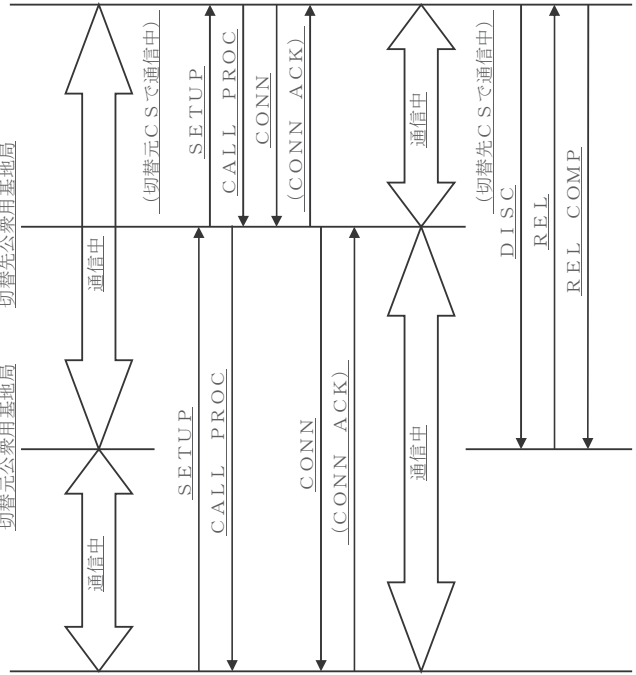 切替元公衆用基地局
切替先公衆用基地局
通信中
通信中
(切替元CSで通信中)
SETUP
CALL PROC
SETUP
CALL PROC
CONN
(CONN ACK)
CONN
(CONN ACK)
通信中
通信中
(切替先CSで通信中)
DISC
REL
REL COMP